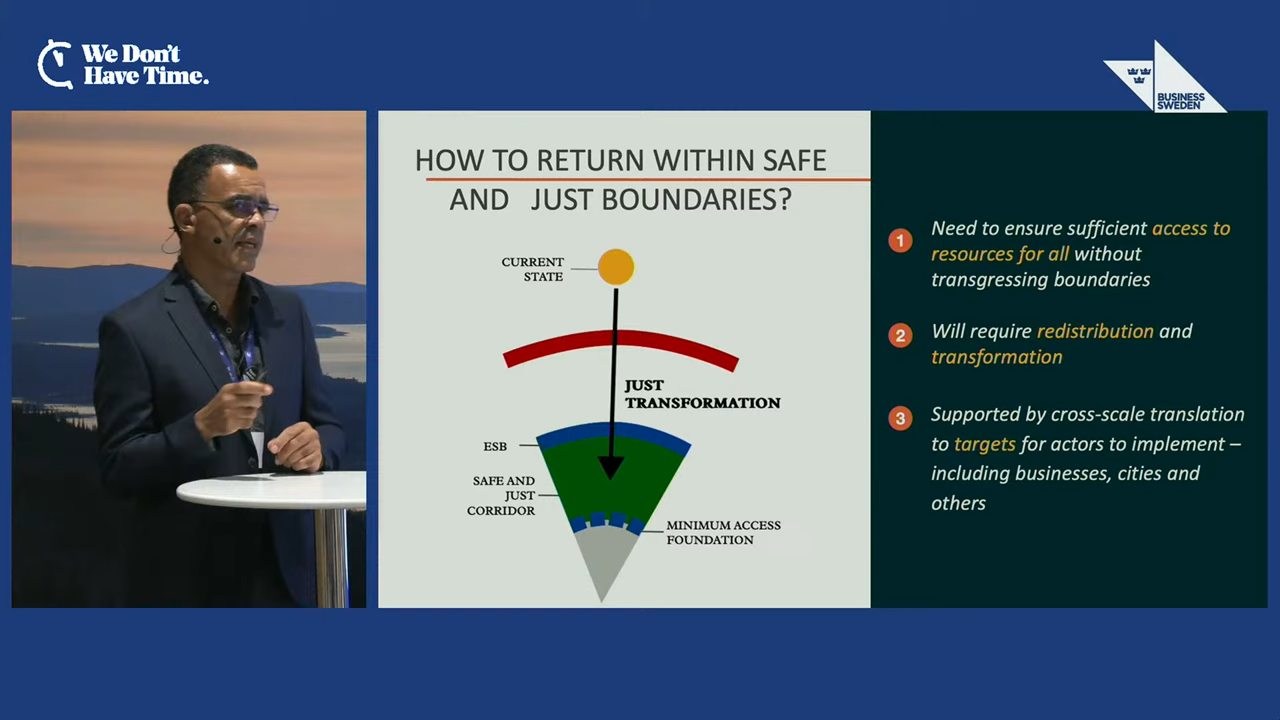 We Don't
Have Time.
BUSINESS
SWEDEN
HOW TO RETURN WITHIN SAFE
AND JUST BOUNDARIES?
CURRENT
STATE
JUST
TRANSFORMATION
ESB
SAFE AND
JUST
CORRIDOR
MINIMUM ACCESS
FOUNDATION
1
Need to ensure sufficient access to
resources for all without
transgressing boundaries
2
Will require redistribution and
transformation
3
Supported by cross-scale translation
to targets for actors to implement –
including businesses, cities and
others